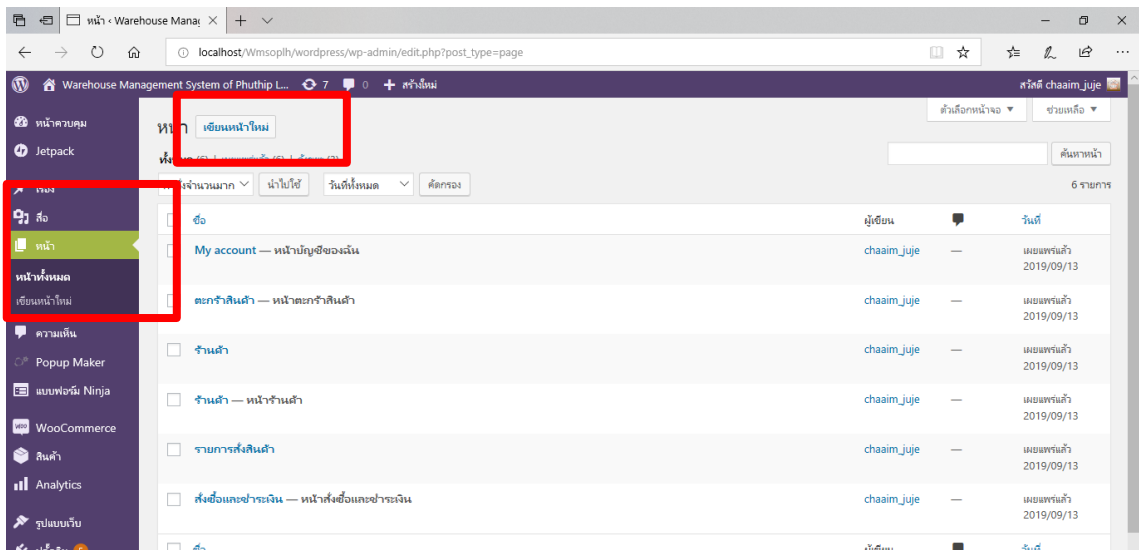 หน้า ‹ Warehouse Manag
localhost/Wmsoplh/wordpress/wp-admin/edit.php?post_type=page
Warehouse Management System of Phuthip L... 7 0 สร้างใหม่ สวัสดี chaaim_juje
ตัวเลือกหน้าจอ ช่วยเหลือ
หน้า เขียนหน้าใหม่
ทั้งหมด
ค้นหาหน้า
นำไปใช้ วันที่ทั้งหมด คัดกรอง 6 รายการ
ชื่อ ผู้เขียน วันที่
My account — หน้าบัญชีของฉัน chaaim_juje — เผยแพร่แล้ว
2019/09/13
ตะกร้าสินค้า — หน้าตะกร้าสินค้า chaaim_juje — เผยแพร่แล้ว
2019/09/13
ร้านค้า chaaim_juje — เผยแพร่แล้ว
2019/09/13
ร้านค้า — หน้าร้านค้า chaaim_juje — เผยแพร่แล้ว
2019/09/13
รายการสั่งสินค้า chaaim_juje — เผยแพร่แล้ว
2019/09/13
สั่งซื้อและชำระเงิน — หน้าสั่งซื้อและชำระเงิน chaaim_juje — เผยแพร่แล้ว
2019/09/13
ชื่อ ผู้เขียน วันที่
หน้าควบคุม
Jetpack
เรื่อง
สื่อ
หน้า
หน้าทั้งหมด
เขียนหน้าใหม่
ความเห็น
Popup Maker
แบบฟอร์ม Ninja
WooCommerce
สินค้า
Analytics
รูปแบบเว็บ